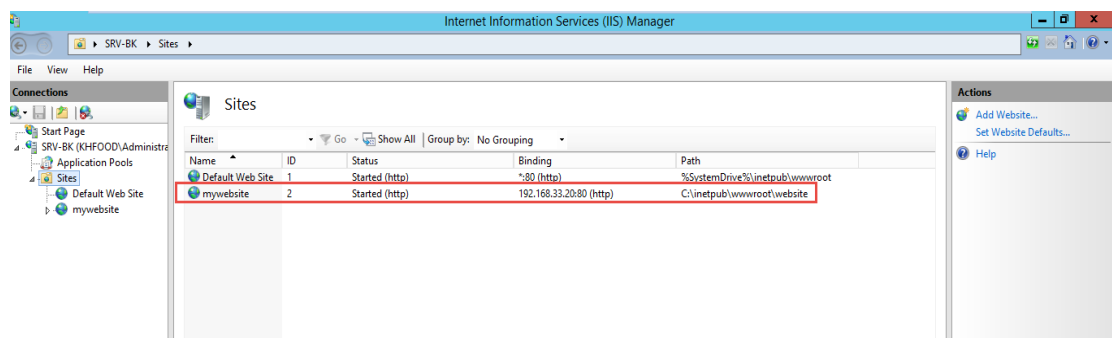 Internet Information Services (IIS) Manager
SRV-BK Sites
File View Help
Connections
Start Page
SRV-BK (KHFOOD\Administra
Application Pools
Sites
Default Web Site
mywebsite
Sites
Filter: Go Show All Group by: No Grouping
Name ID Status Binding Path
Default Web Site 1 Started (http) *:80 (http) %SystemDrive%\inetpub\wwwroot
mywebsite 2 Started (http) 192.168.33.20:80 (http) C:\inetpub\wwwroot\website
Actions
Add Website...
Set Website Defaults...
Help